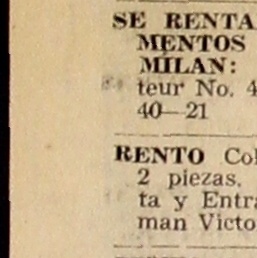 SE RENTA
MENTOS
MILAN:
teur No. 4
40—21
RENTO Col
2 piezas.
ta y Entra
man Victo